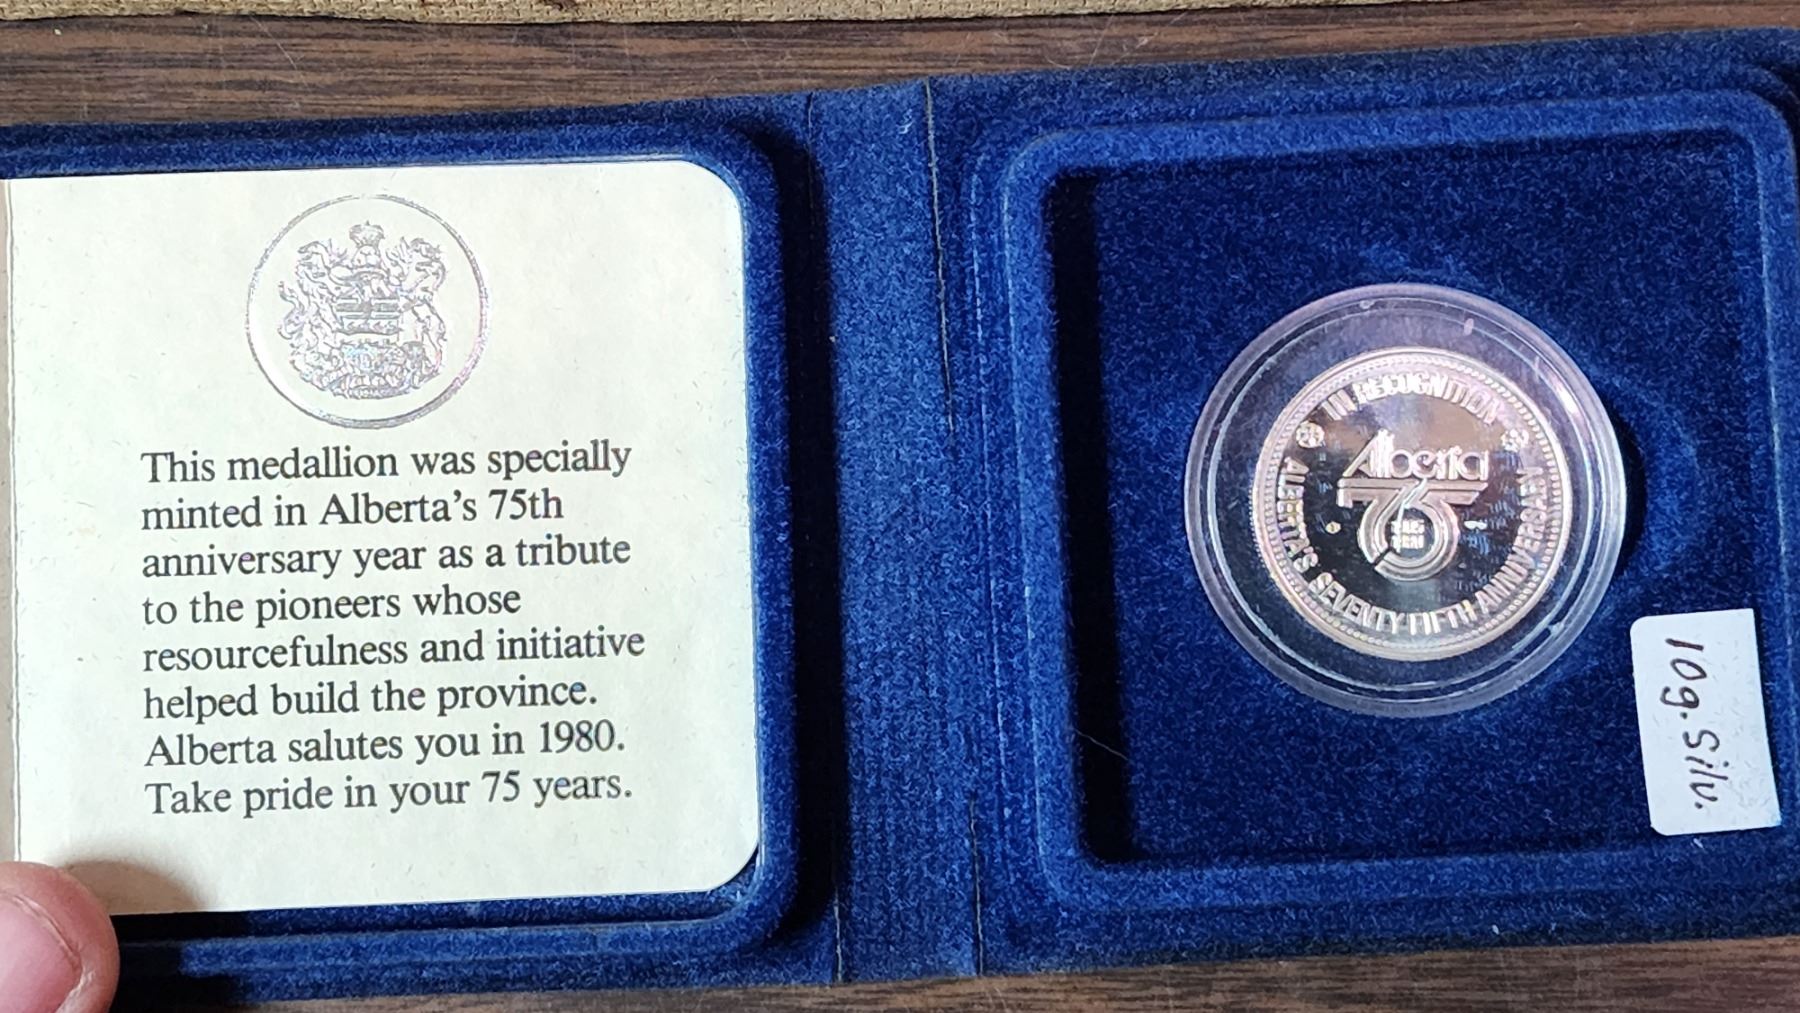 This medallion was specially
minted in Alberta's 75th
anniversary year as a tribute
to the pioneers whose
resourcefulness and initiative
helped build the province.
Alberta salutes you in 1980.
Take pride in your 75 years.
IN RECOGNITION
Alberta
75
1905
1980
ALBERTA'S SEVENTY-FIFTH ANNIVERSARY
10g. Silv.